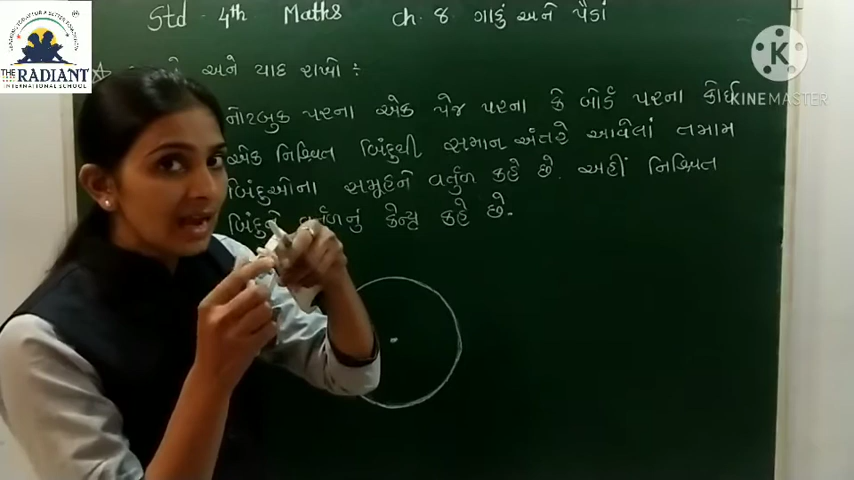 THE RADIANT
INTERNATIONAL SCHOOL
Std - 4th Maths ch. 8 ગાડું અને પૈડાં
અને યાદ રાખો :
નોટબુક પરના એક પેજ પરના કે બોર્ડ પરના કોઈ
એક નિશ્ચિત બિંદુથી સમાન અંતરે આવેલાં તમામ
બિંદુઓના સમૂહને વર્તુળ કહે છે. અહીં નિશ્ચિત
બિંદુને વર્તુળનું કેન્દ્ર કહે છે.
K
KINEMASTER